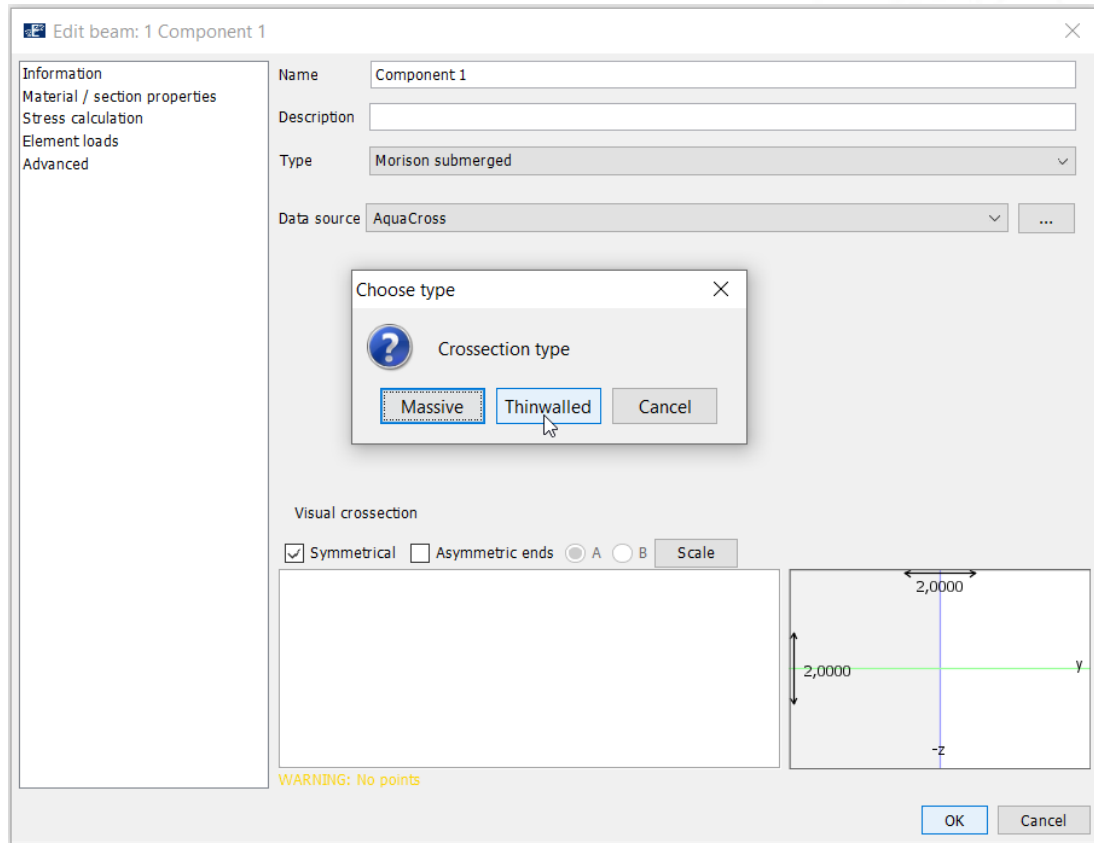 Edit beam: 1 Component 1
Information
Material / section properties
Stress calculation
Element loads
Advanced
Name Component 1
Description
Type Morison submerged
Data source AquaCross ...
Choose type
Crossection type
Massive Thinwalled Cancel
Visual crossection
Symmetrical Asymmetric ends A B Scale
2,0000
2,0000
y
-z
WARNING: No points
OK Cancel